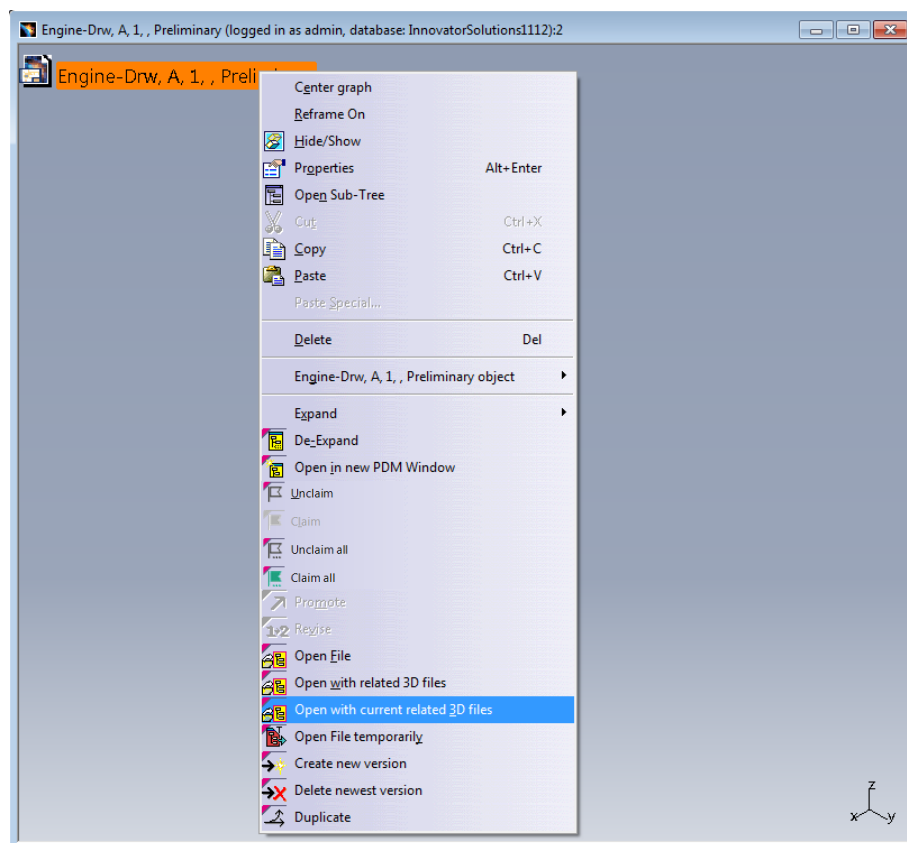 Engine-Drw, A, 1, , Preliminary (logged in as admin, database: InnovatorSolutions1112):2
Engine-Drw, A, 1, , Preli
Center graph
Reframe On
Hide/Show
Properties Alt+Enter
Open Sub-Tree
Cut Ctrl+X
Copy Ctrl+C
Paste Ctrl+V
Paste Special...
Delete Del
Engine-Drw, A, 1, , Preliminary object
Expand
De-Expand
Open in new PDM Window
Unclaim
Claim
Unclaim all
Claim all
Promote
Revise
Open File
Open with related 3D files
Open with current related 3D files
Open File temporarily
Create new version
Delete newest version
Duplicate
z
x y